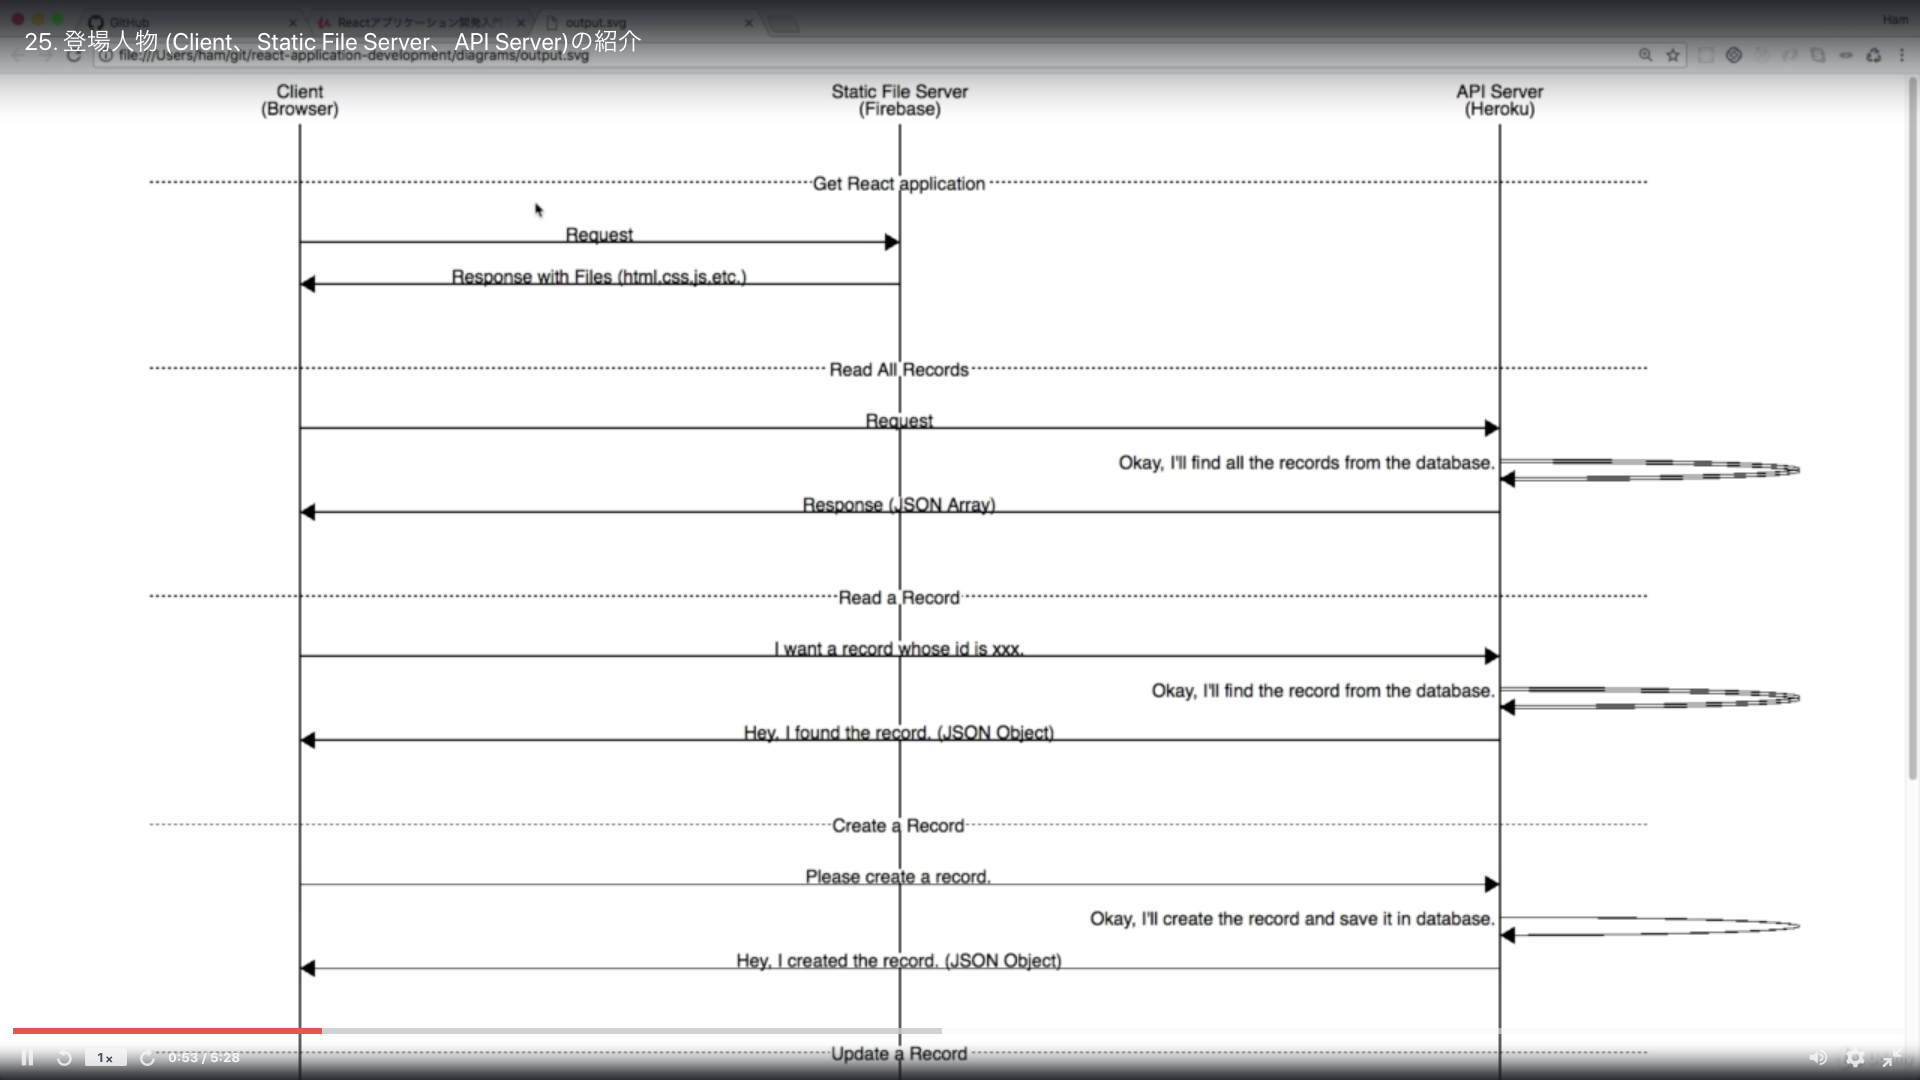 GitHub
Reactアプリケーション開発入門
output.svg
Ham
25. 登場人物 (Client、Static File Server、API Server)の紹介
file:///Users/ham/git/react-application-development/diagrams/output.svg
Client
(Browser)
Static File Server
(Firebase)
API Server
(Heroku)
Get React application
Request
Response with Files (html.css.js.etc.)
Read All Records
Request
Okay, I'll find all the records from the database.
Response (JSON Array)
Read a Record
I want a record whose id is xxx.
Okay, I'll find the record from the database.
Hey, I found the record. (JSON Object)
Create a Record
Please create a record.
Okay, I'll create the record and save it in database.
Hey, I created the record. (JSON Object)
Update a Record
1x
0:53 / 5:28